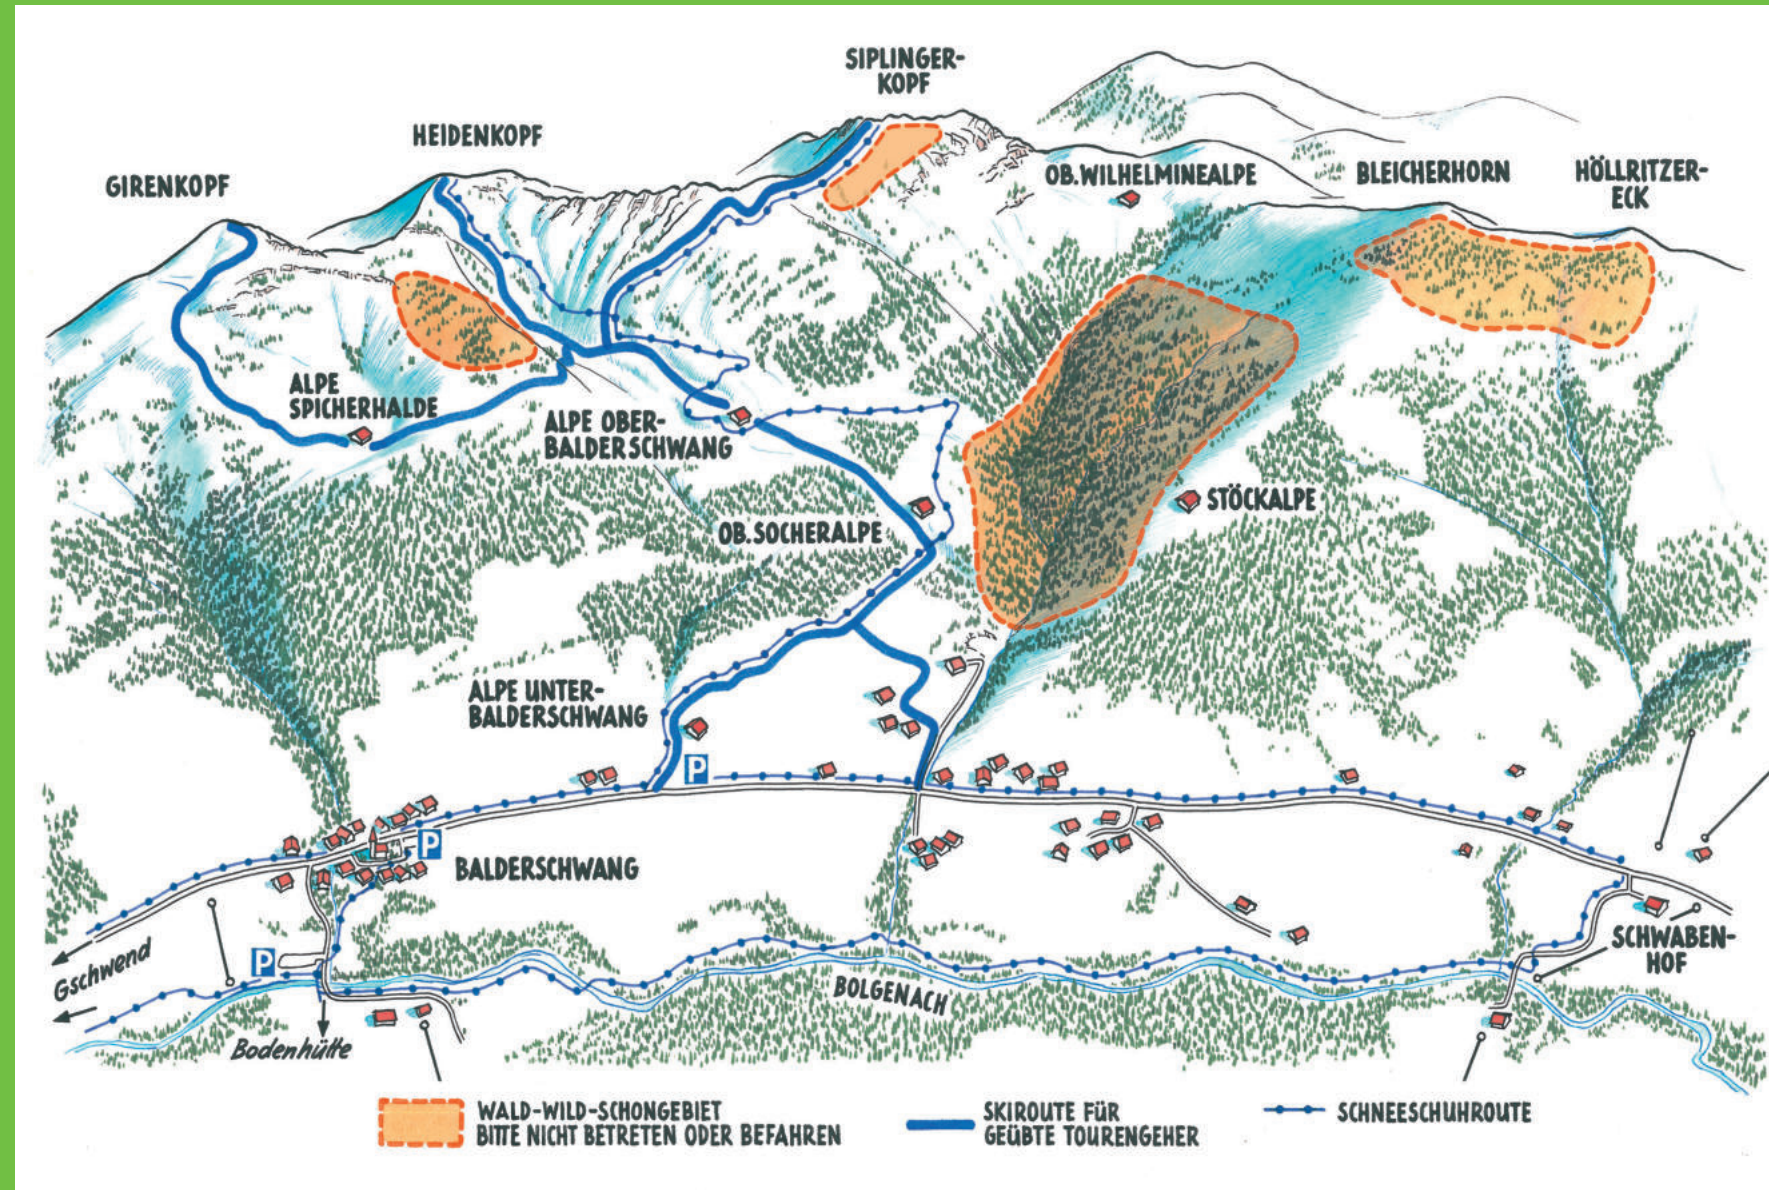 SIPLINGER-
KOPF
HEIDENKOPF
GIRENKOPF
OB. WILHELMINEALPE
BLEICHERHORN
HÖLLRITZER-
ECK
ALPE
SPICHERHALDE
ALPE OBER-
BALDERSCHWANG
STÖCKALPE
OB. SOCHERALPE
ALPE UNTER-
BALDERSCHWANG
P
P
BALDERSCHWANG
Gschwend
P
SCHWABEN-
HOF
BOLGENACH
Bodenhütte
WALD-WILD-SCHONGEBIET
BITTE NICHT BETRETEN ODER BEFAHREN
SKIROUTE FÜR
GEÜBTE TOURENGEHER
SCHNEESCHUHROUTE